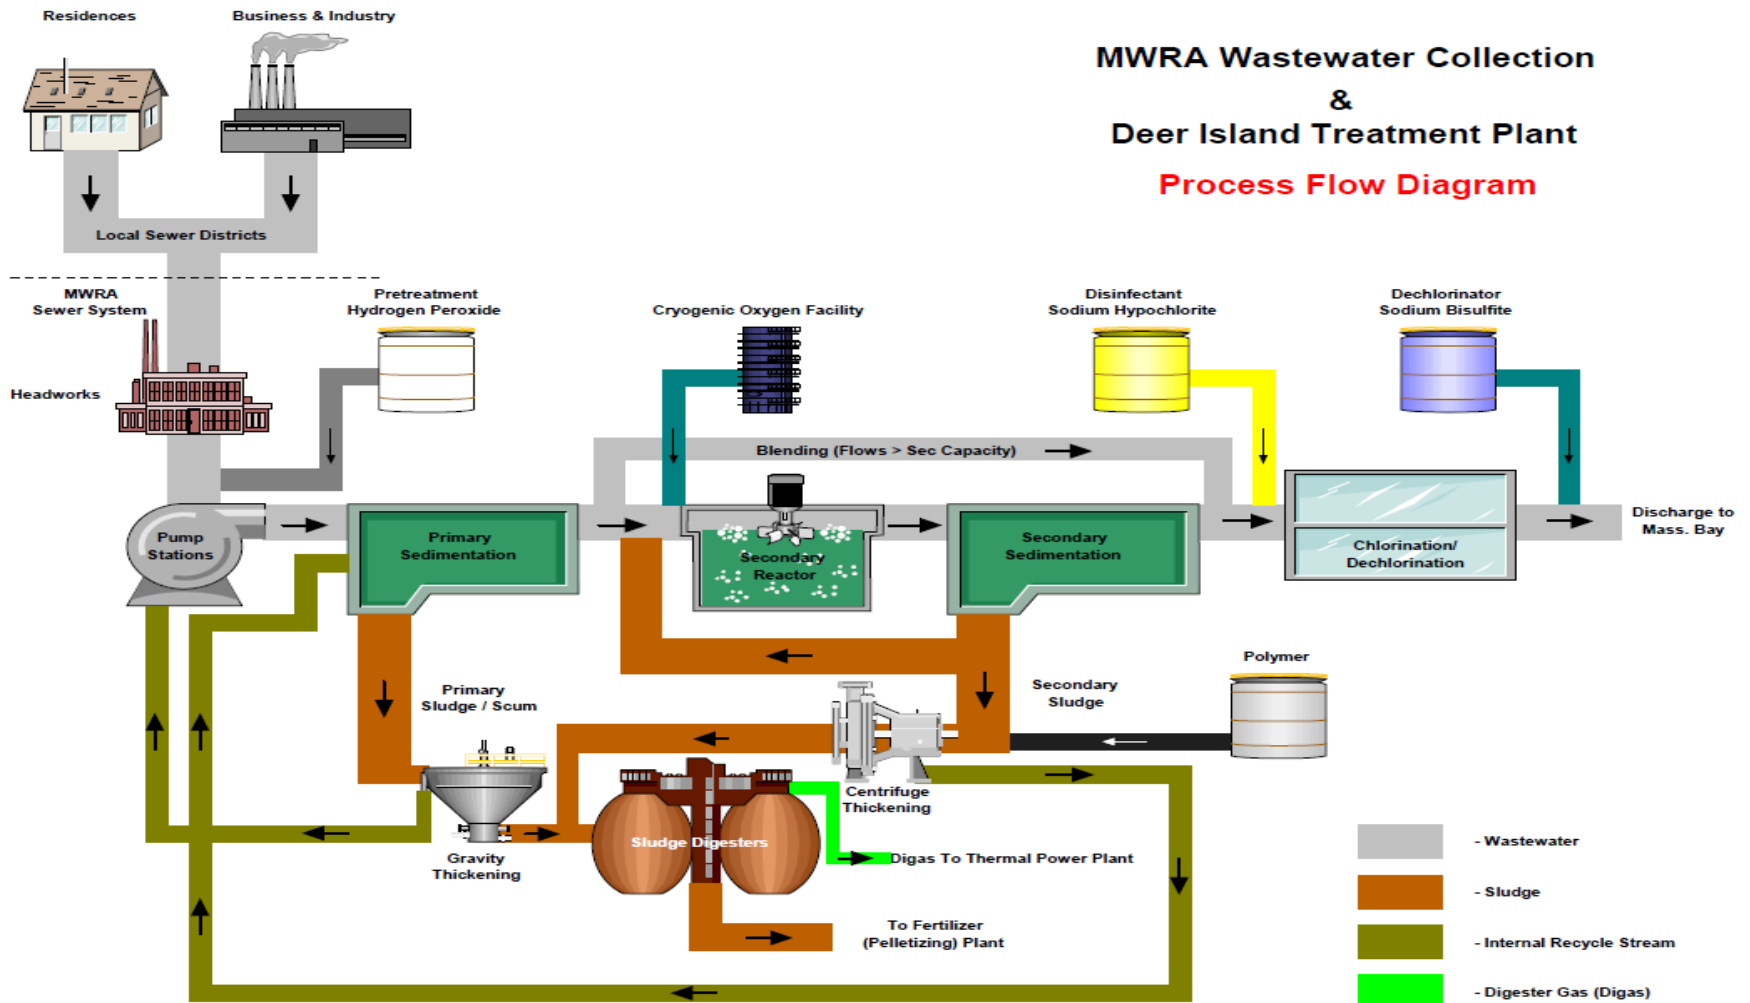 Residences
Business & Industry
MWRA Wastewater Collection
&
Deer Island Treatment Plant
Process Flow Diagram
Local Sewer Districts
MWRA
Sewer System
Pretreatment
Hydrogen Peroxide
Cryogenic Oxygen Facility
Disinfectant
Sodium Hypochlorite
Dechlorinator
Sodium Bisulfite
Headworks
Blending (Flows > Sec Capacity)
Pump
Stations
Primary
Sedimentation
Secondary
Reactor
Secondary
Sedimentation
Chlorination/
Dechlorination
Discharge to
Mass. Bay
Primary
Sludge / Scum
Secondary
Sludge
Polymer
Centrifuge
Thickening
Gravity
Thickening
Sludge Digesters
Digas To Thermal Power Plant
To Fertilizer
(Pelletizing) Plant
- Wastewater
- Sludge
- Internal Recycle Stream
- Digester Gas (Digas)